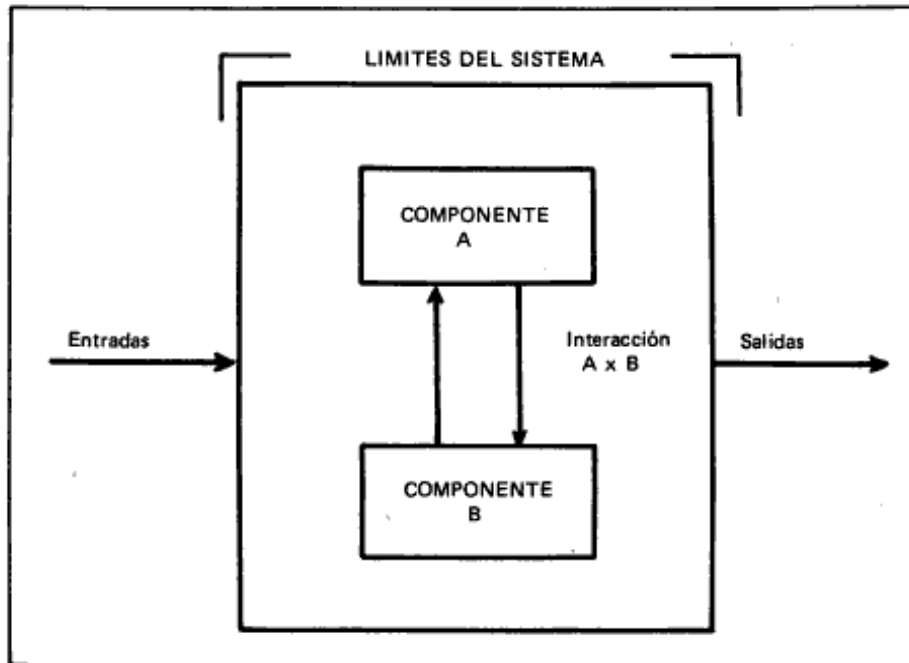 LIMITES DEL SISTEMA
COMPONENTE
A
Entradas
Interacción
A x B
Salidas
COMPONENTE
B